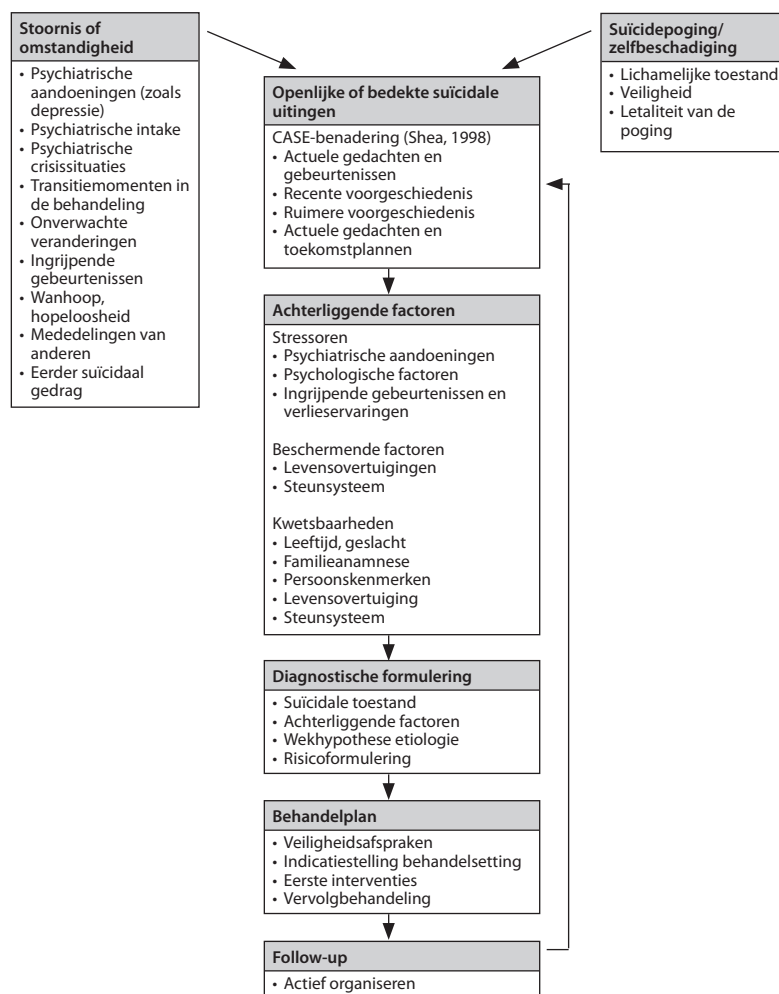 Stoornis of
omstandigheid
• Psychiatrische
aandoeningen (zoals
depressie)
• Psychiatrische intake
• Psychiatrische
crisissituaties
• Transitiemomenten in
de behandeling
• Onverwachte
veranderingen
• Ingrijpende
gebeurtenissen
• Wanhoop,
hopeloosheid
• Mededelingen van
anderen
• Eerder suïcidaal
gedrag
Suïcidepoging/
zelfbeschadiging
• Lichamelijke toestand
• Veiligheid
• Letaliteit van de
poging
Openlijke of bedekte suïcidale
uitingen
CASE-benadering (Shea, 1998)
• Actuele gedachten en
gebeurtenissen
• Recente voorgeschiedenis
• Ruimere voorgeschiedenis
• Actuele gedachten en
toekomstplannen
Achterliggende factoren
Stressoren
• Psychiatrische aandoeningen
• Psychologische factoren
• Ingrijpende gebeurtenissen en
verlieservaringen
Beschermende factoren
• Levensovertuigingen
• Steunsysteem
Kwetsbaarheden
• Leeftijd, geslacht
• Familieanamnese
• Persoonskenmerken
• Levensovertuiging
• Steunsysteem
Diagnostische formulering
• Suïcidale toestand
• Achterliggende factoren
• Wekhypothese etiologie
• Risicoformulering
Behandelplan
• Veiligheidsafspraken
• Indicatiestelling behandelsetting
• Eerste interventies
• Vervolgbehandeling
Follow-up
• Actief organiseren